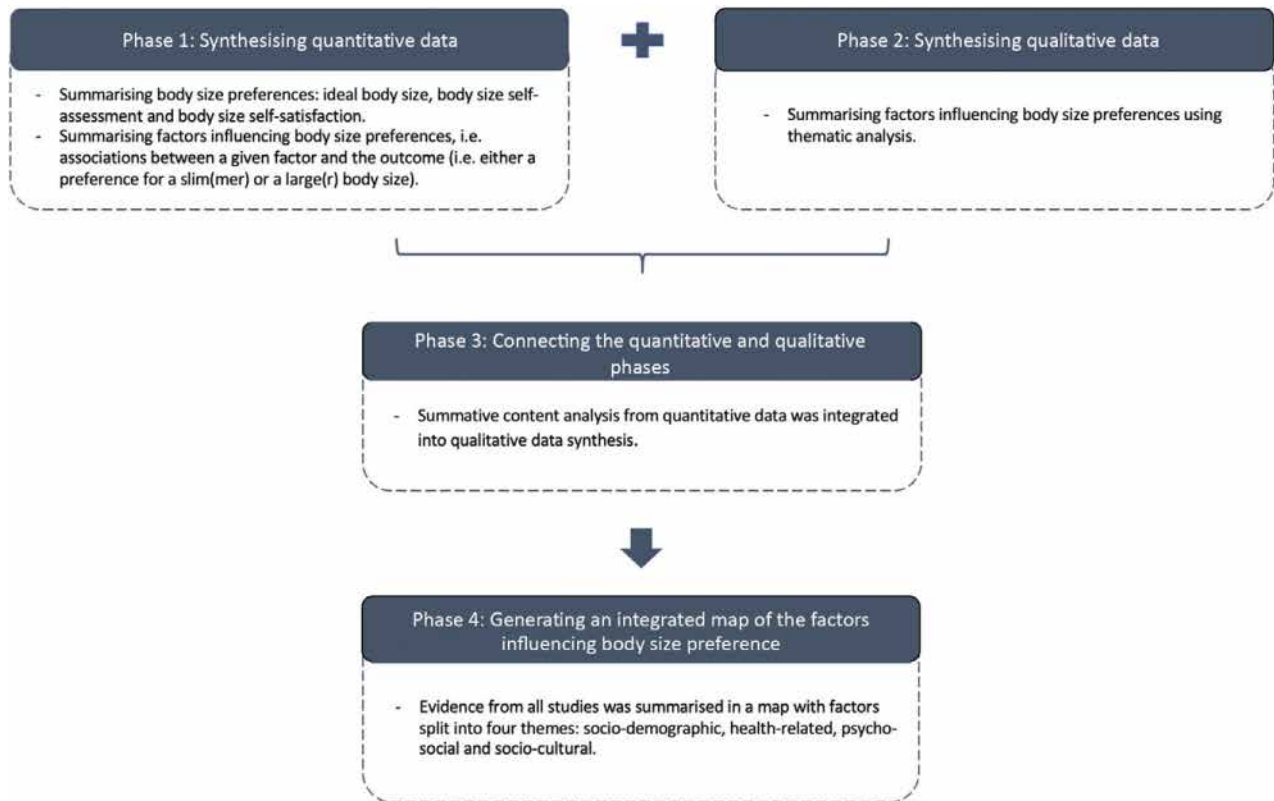 Phase 1: Synthesising quantitative data
- Summarising body size preferences: ideal body size, body size self-
assessment and body size self-satisfaction.
- Summarising factors influencing body size preferences, i.e.
associations between a given factor and the outcome (i.e. either a
preference for a slim(mer) or a large(r) body size).
Phase 2: Synthesising qualitative data
- Summarising factors influencing body size preferences using
thematic analysis.
Phase 3: Connecting the quantitative and qualitative
phases
- Summative content analysis from quantitative data was integrated
into qualitative data synthesis.
Phase 4: Generating an integrated map of the factors
influencing body size preference
- Evidence from all studies was summarised in a map with factors
split into four themes: socio-demographic, health-related, psycho-
social and socio-cultural.